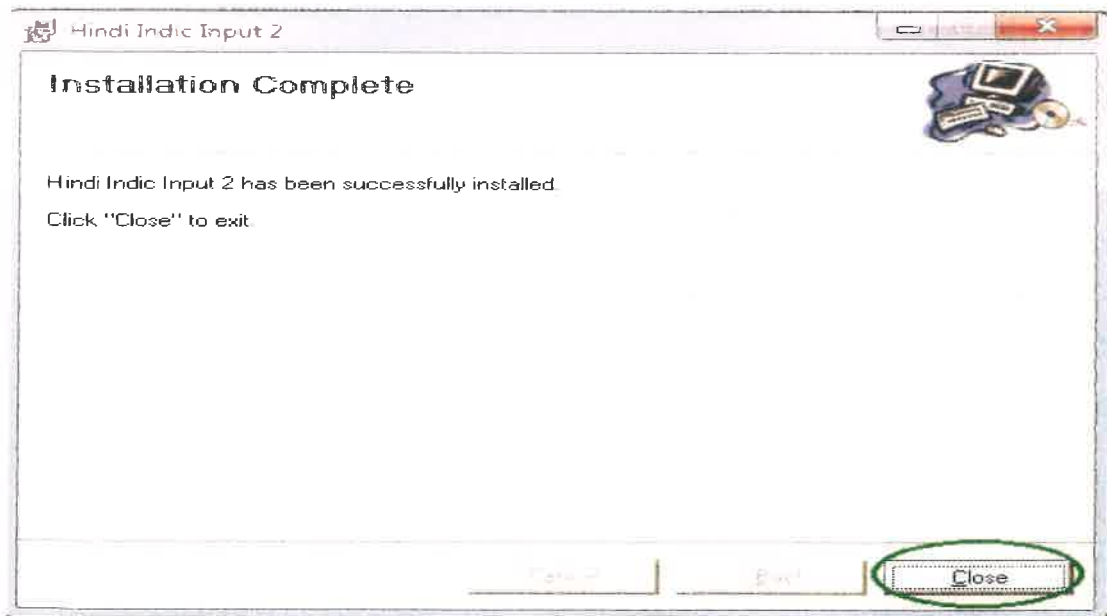 Hindi Indic Input 2
Installation Complete
Hindi Indic Input 2 has been successfully installed.
Click "Close" to exit.
Close